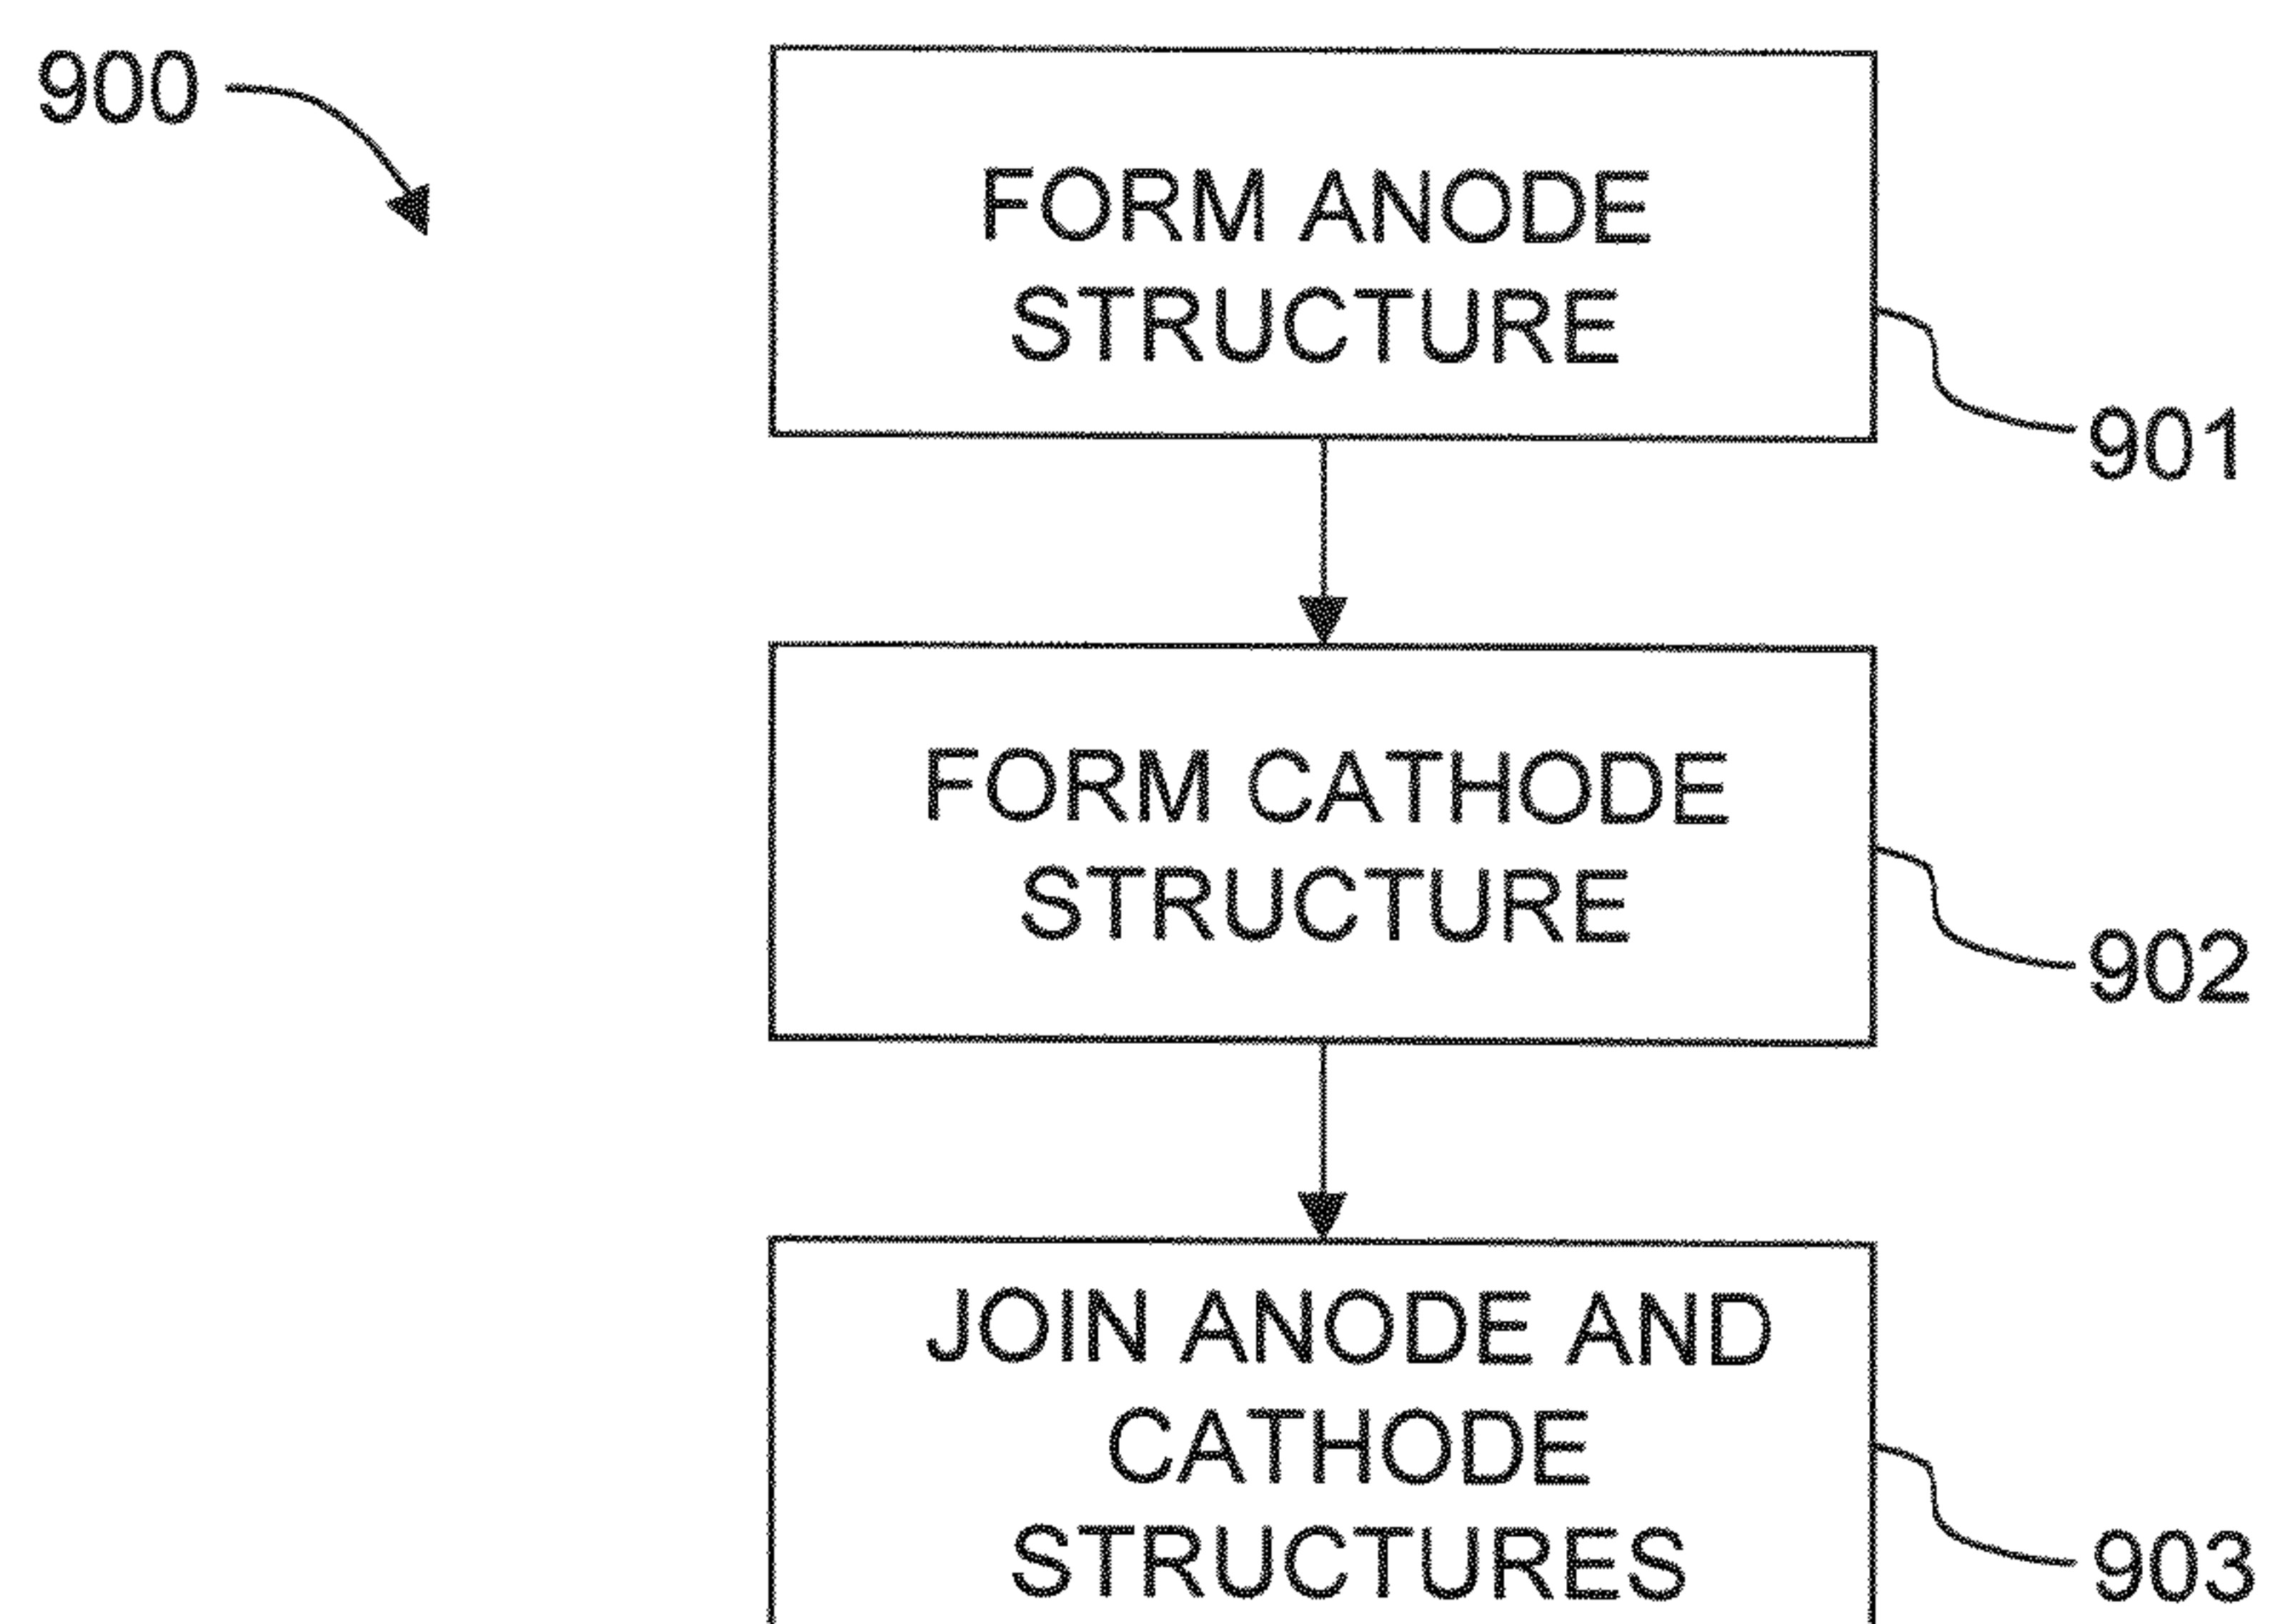 900
FORM ANODE
STRUCTURE
901
FORM CATHODE
STRUCTURE
902
JOIN ANODE AND
CATHODE
STRUCTURES
903